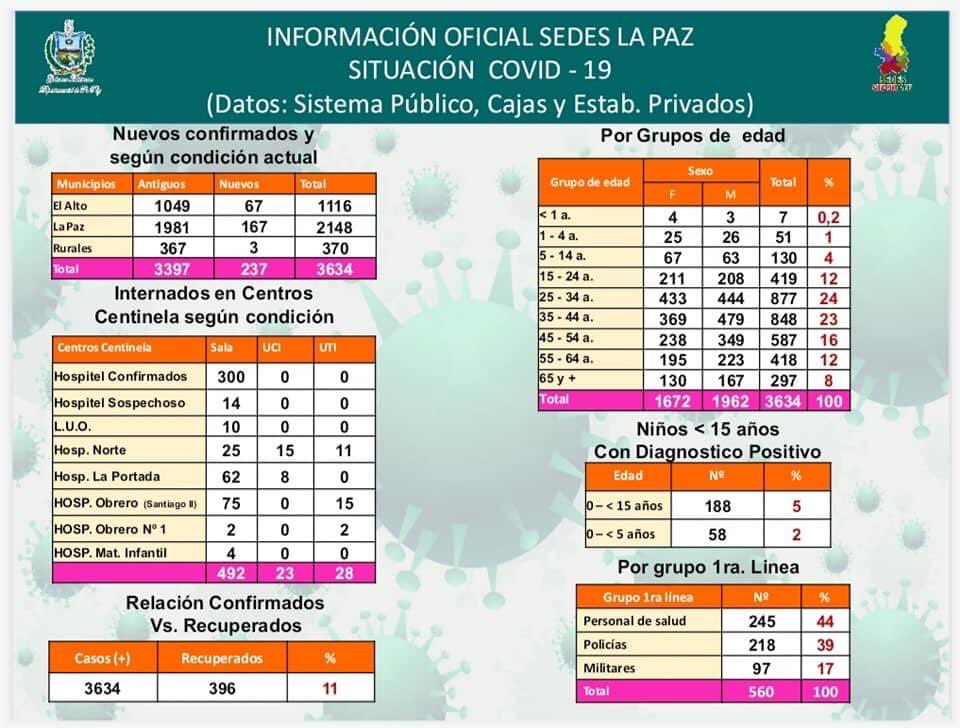 INFORMACIÓN OFICIAL SEDES LA PAZ
SITUACIÓN COVID - 19
(Datos: Sistema Público, Cajas y Estab. Privados)
Nuevos confirmados y
según condición actual
Municipios Antiguos Nuevos Total
El Alto 1049 67 1116
La Paz 1981 167 2148
Rurales 367 3 370
Total 3397 237 3634
Internados en Centros
Centinela según condición
Centros Centinela Sala UCI UTI
Hospitel Confirmados 300 0 0
Hospitel Sospechoso 14 0 0
L.U.O. 10 0 0
Hosp. Norte 25 15 11
Hosp. La Portada 62 8 0
HOSP. Obrero (Santiago II) 75 0 15
HOSP. Obrero Nº 1 2 0 2
HOSP. Mat. Infantil 4 0 0
492 23 28
Relación Confirmados
Vs. Recuperados
Casos (+) Recuperados %
3634 396 11
Por Grupos de edad
Grupo de edad Sexo Total %
F M
< 1 a. 4 3 7 0,2
1 - 4 a. 25 26 51 1
5 - 14 a. 67 63 130 4
15 - 24 a. 211 208 419 12
25 - 34 a. 433 444 877 24
35 - 44 a. 369 479 848 23
45 - 54 a. 238 349 587 16
55 - 64 a. 195 223 418 12
65 y + 130 167 297 8
Total 1672 1962 3634 100
Niños < 15 años
Con Diagnostico Positivo
Edad Nº %
0 – < 15 años 188 5
0 – < 5 años 58 2
Por grupo 1ra. Linea
Grupo 1ra línea Nº %
Personal de salud 245 44
Policías 218 39
Militares 97 17
Total 560 100
SEDES